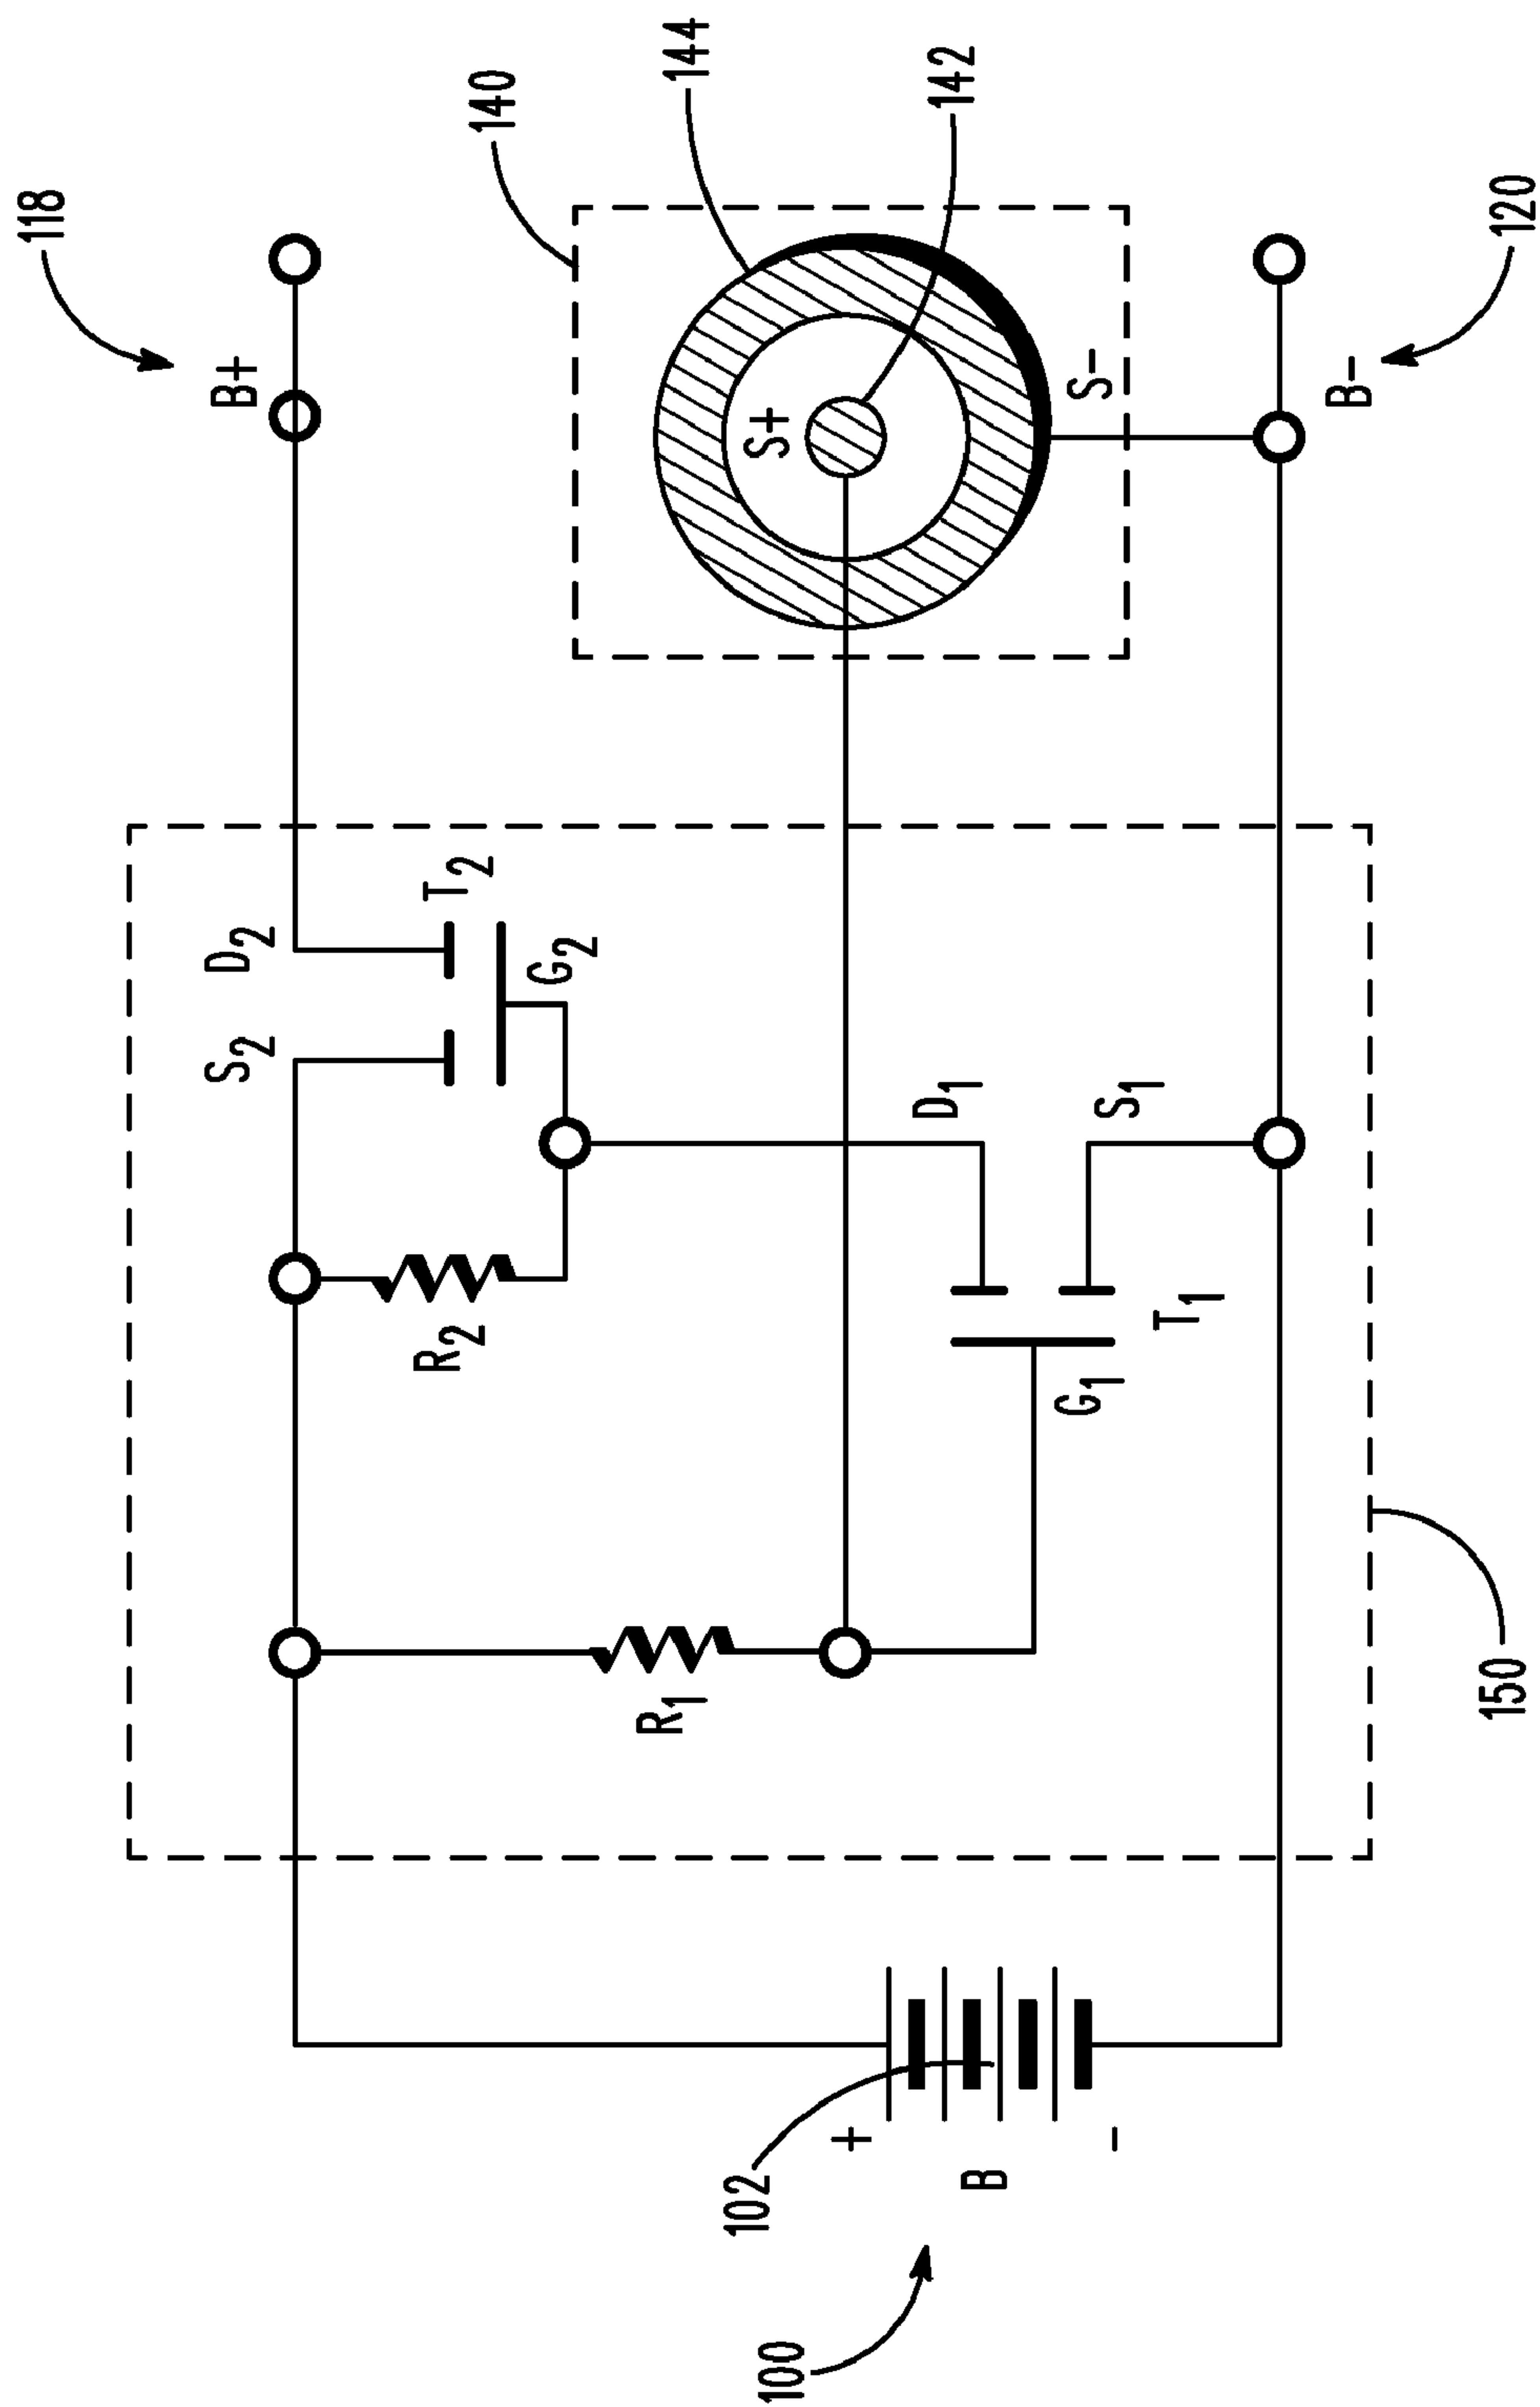 118
B+
140
144
142
S+
S-
B-
120
S₂ D₂
T₂
G₂
R₂
D₁
S₁
T₁
G₁
R₁
150
102
+
B
-
100